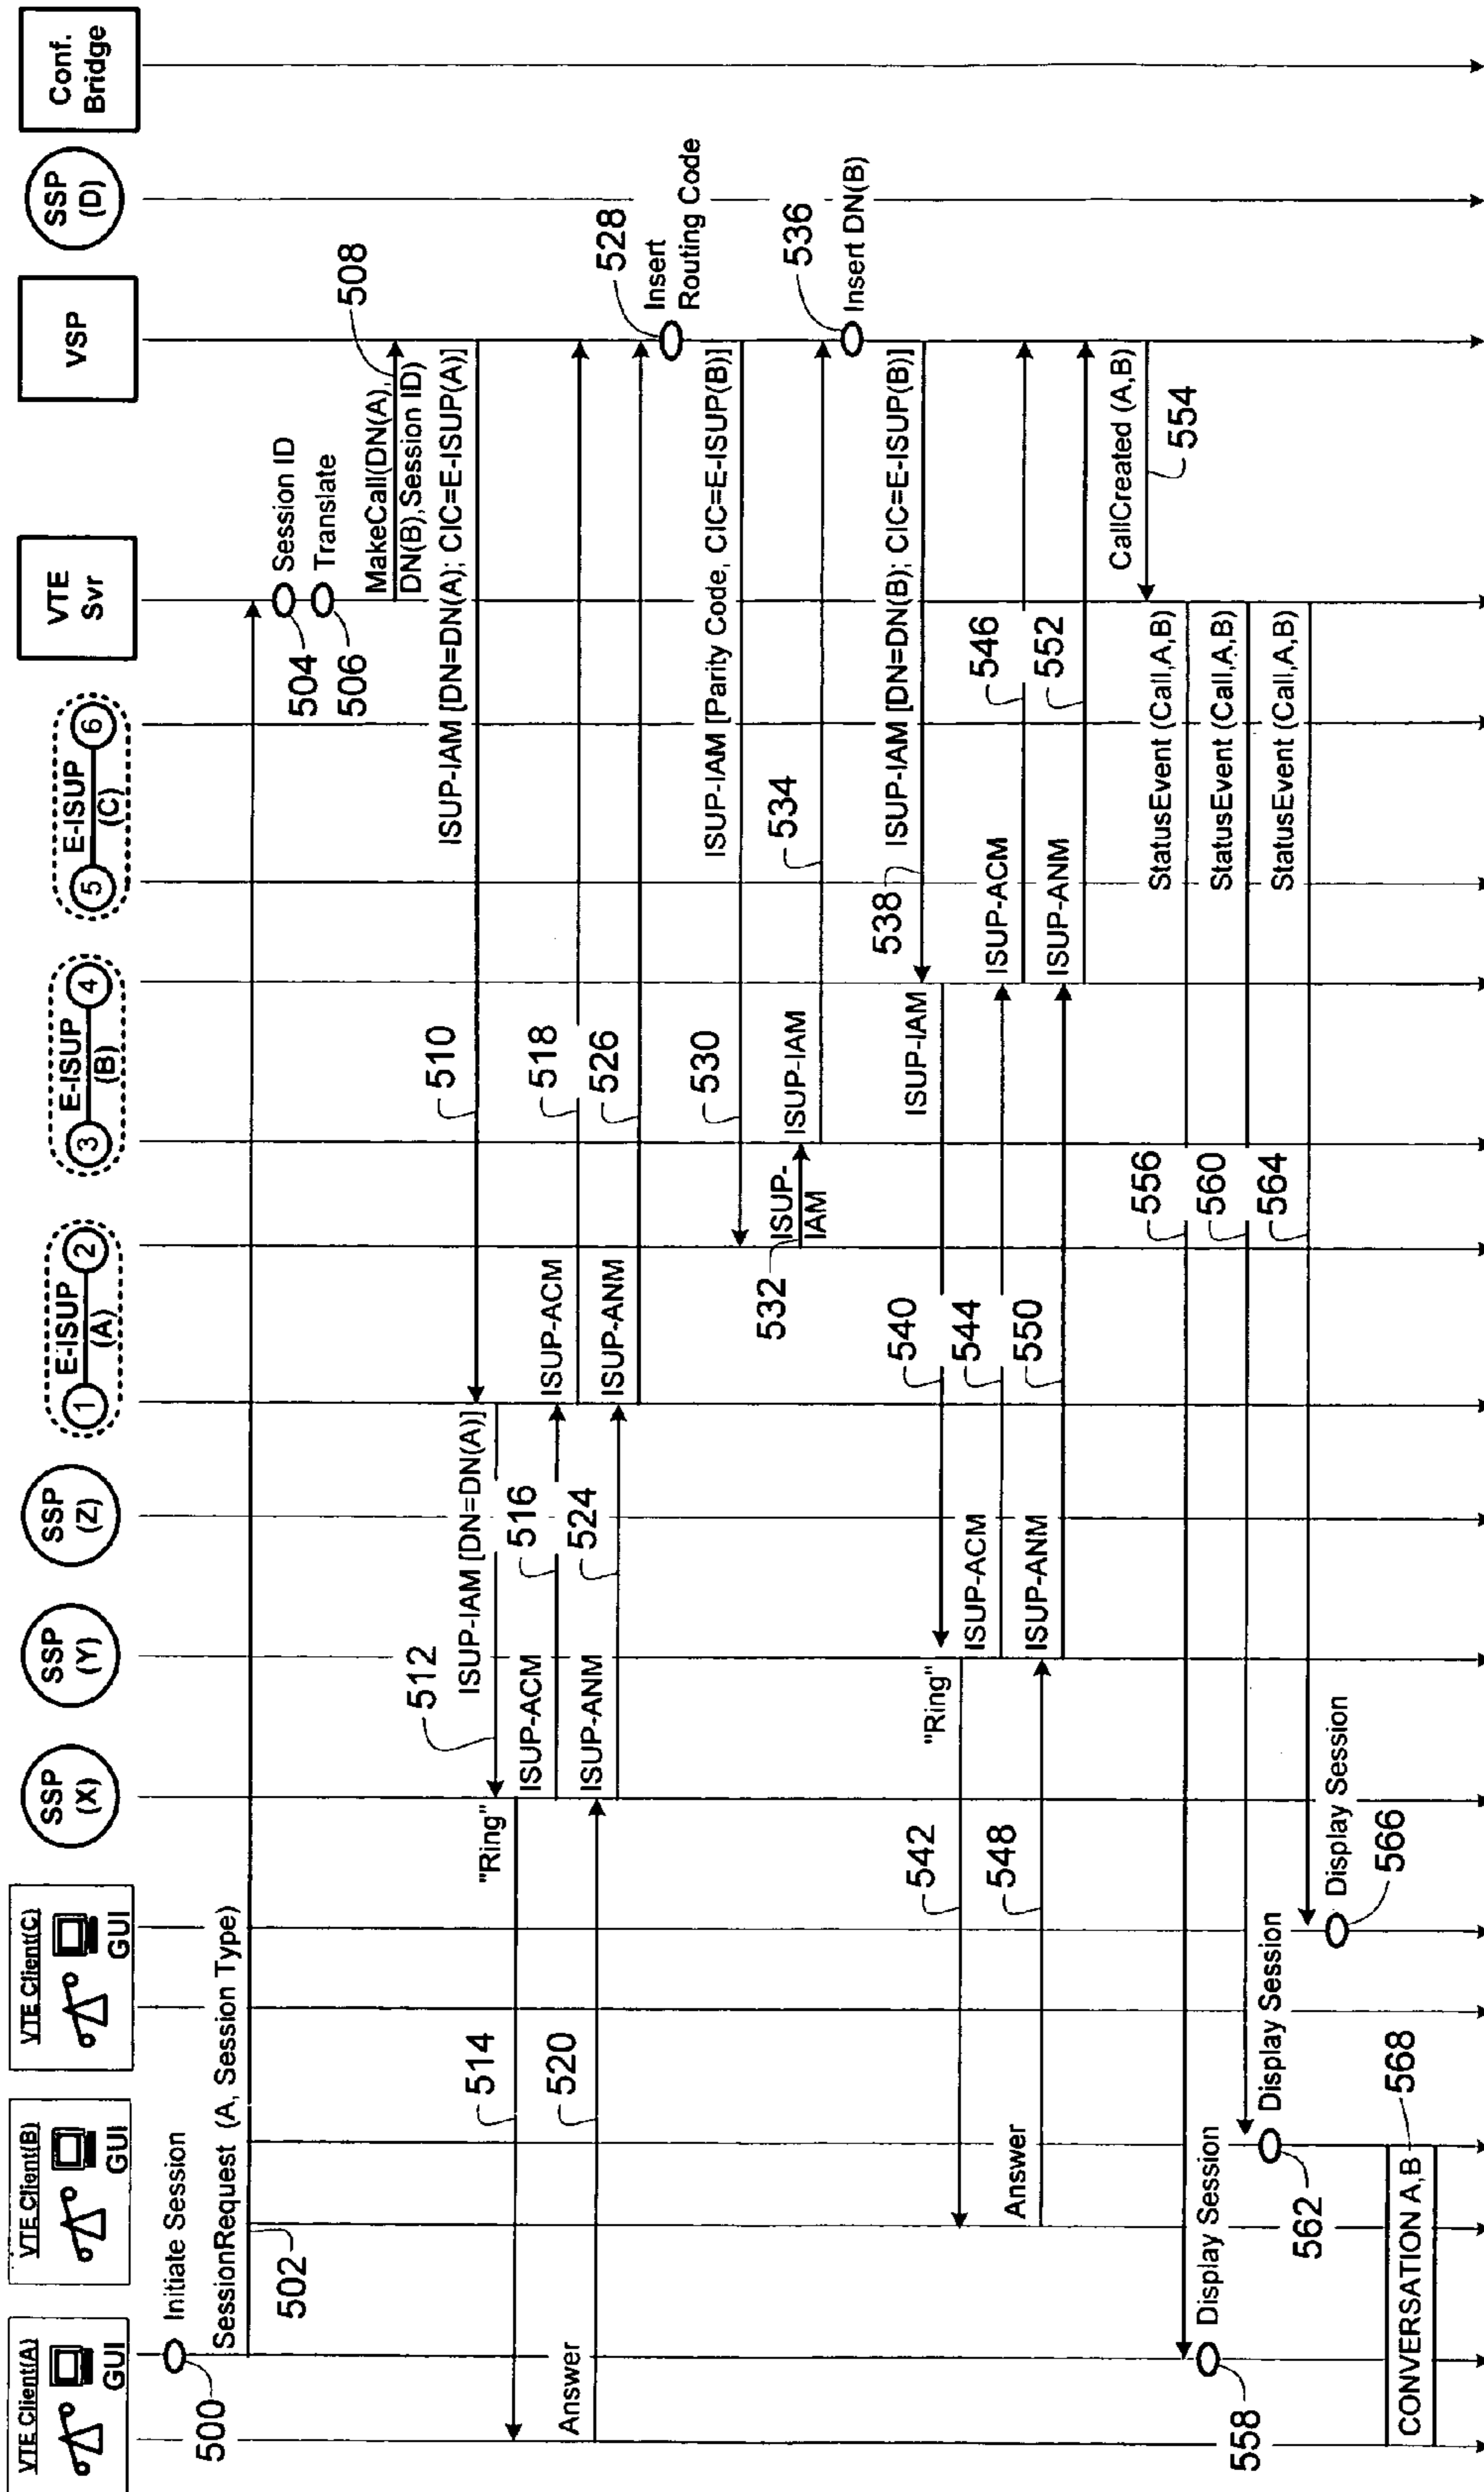 VTE Client(A)
GUI
VTE Client(B)
GUI
VTE Client(C)
GUI
SSP
(X)
SSP
(Y)
SSP
(Z)
1
E-ISUP
(A)
2
3
E-ISUP
(B)
4
5
E-ISUP
(C)
6
VTE
Svr
VSP
SSP
(D)
Conf.
Bridge
500
Initiate Session
SessionRequest (A, Session Type)
502
Session ID
504
Translate
506
508
MakeCall(DN(A),
DN(B),Session ID)
ISUP-IAM [DN=DN(A); CIC=E-ISUP(A)]
510
ISUP-IAM [DN=DN(A)]
512
"Ring"
514
ISUP-ACM
516
ISUP-ACM
518
Answer
520
ISUP-ANM
524
ISUP-ANM
526
528
Insert
Routing Code
ISUP-IAM [Parity Code, CIC=E-ISUP(B)]
530
ISUP-
IAM
532
ISUP-IAM
534
536
Insert DN(B)
ISUP-IAM [DN=DN(B); CIC=E-ISUP(B)]
538
ISUP-IAM
540
"Ring"
542
ISUP-ACM
544
ISUP-ACM
546
Answer
548
ISUP-ANM
550
ISUP-ANM
552
CallCreated (A,B)
554
StatusEvent (Call,A,B)
556
Display Session
558
StatusEvent (Call,A,B)
560
Display Session
562
StatusEvent (Call,A,B)
564
Display Session
566
CONVERSATION A,B
568